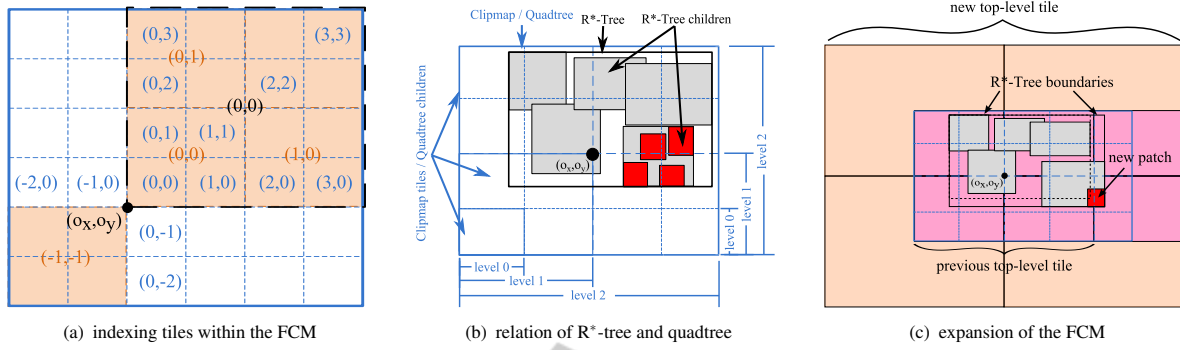 (0,3) (3,3)
(0,1)
(0,2) (2,2)
(0,0)
(0,1) (1,1)
(0,0) (1,0)
(-2,0) (-1,0) (0,0) (1,0) (2,0) (3,0)
(ox,oy)
(0,-1)
(-1,-1)
(0,-2)
(a) indexing tiles within the FCM
Clipmap / Quadtree
R*-Tree
R*-Tree children
Clipmap tiles / Quadtree children
(ox,oy)
level 0
level 1
level 2
level 0
level 1
level 2
(b) relation of R*-tree and quadtree
new top-level tile
R*-Tree boundaries
new patch
(ox,oy)
previous top-level tile
(c) expansion of the FCM